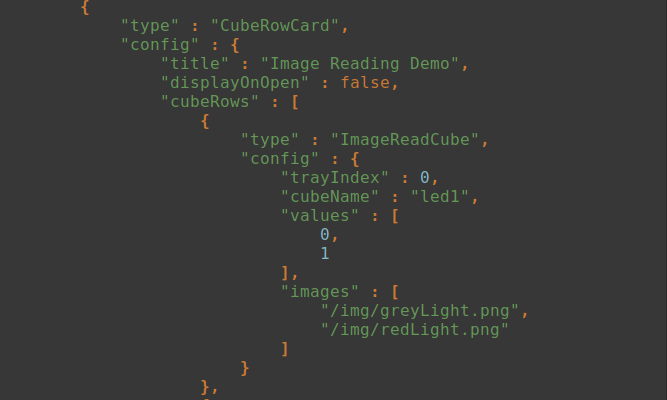 {
"type" : "CubeRowCard",
"config" : {
"title" : "Image Reading Demo",
"displayOnOpen" : false,
"cubeRows" : [
{
"type" : "ImageReadCube",
"config" : {
"trayIndex" : 0,
"cubeName" : "led1",
"values" : [
0,
1
],
"images" : [
"/img/greyLight.png",
"/img/redLight.png"
]
}
},